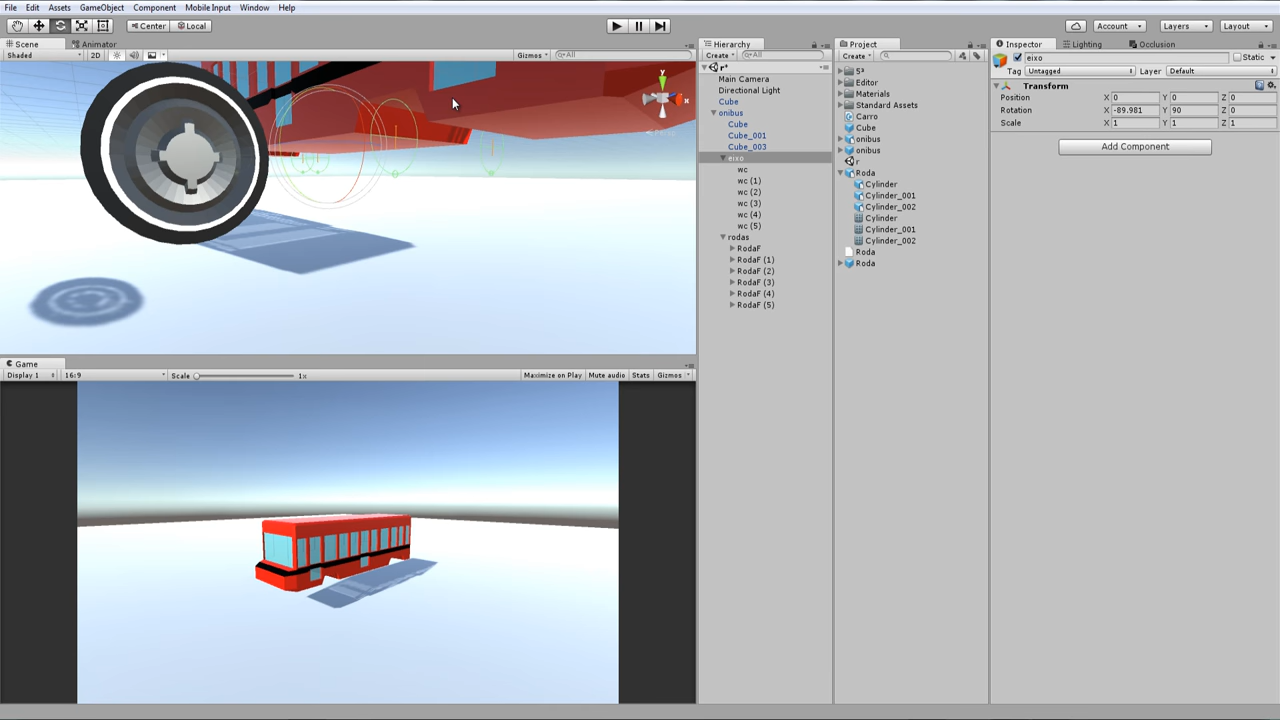 File Edit Assets GameObject Component Mobile Input Window Help
Center Local Account Layers Layout
Scene Animator
Shaded 2D Gizmos All
y
x
Persp
Game
Display 1 16:9 Scale 1x Maximize on Play Mute audio Stats Gizmos
Hierarchy
Create All
r*
Main Camera
Directional Light
Cube
onibus
Cube
Cube_001
Cube_003
eixo
wc
wc (1)
wc (2)
wc (3)
wc (4)
wc (5)
rodas
RodaF
RodaF (1)
RodaF (2)
RodaF (3)
RodaF (4)
RodaF (5)
Project
Create
5ª
Editor
Materials
Standard Assets
Carro
Cube
onibus
onibus
r
Roda
Cylinder
Cylinder_001
Cylinder_002
Cylinder
Cylinder_001
Cylinder_002
Roda
Roda
Inspector Lighting Occlusion
eixo Static
Tag Untagged Layer Default
Transform
Position X 0 Y 0 Z 0
Rotation X -89.981 Y 90 Z 0
Scale X 1 Y 1 Z 1
Add Component